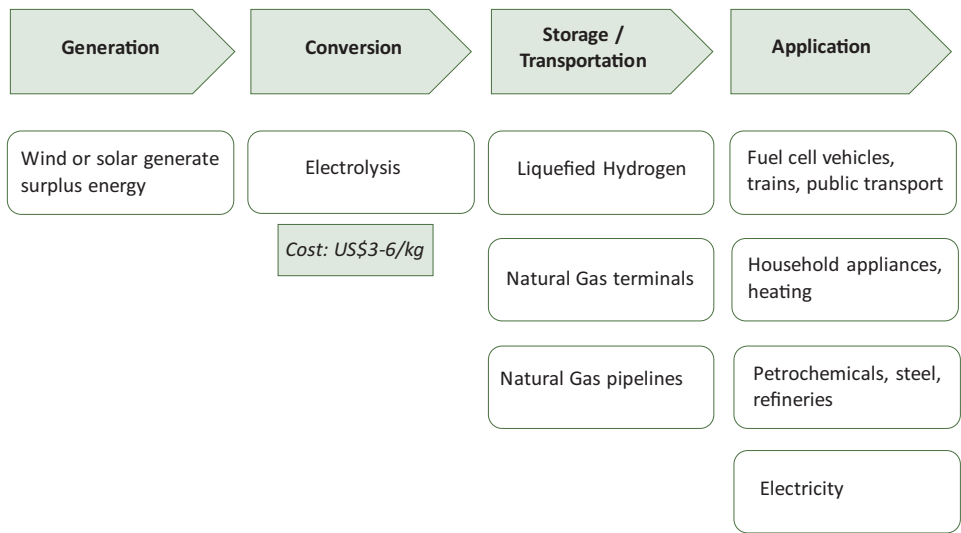 Generation
Conversion
Storage /
Transportation
Application
Wind or solar generate
surplus energy
Electrolysis
Cost: US$3-6/kg
Liquefied Hydrogen
Natural Gas terminals
Natural Gas pipelines
Fuel cell vehicles,
trains, public transport
Household appliances,
heating
Petrochemicals, steel,
refineries
Electricity